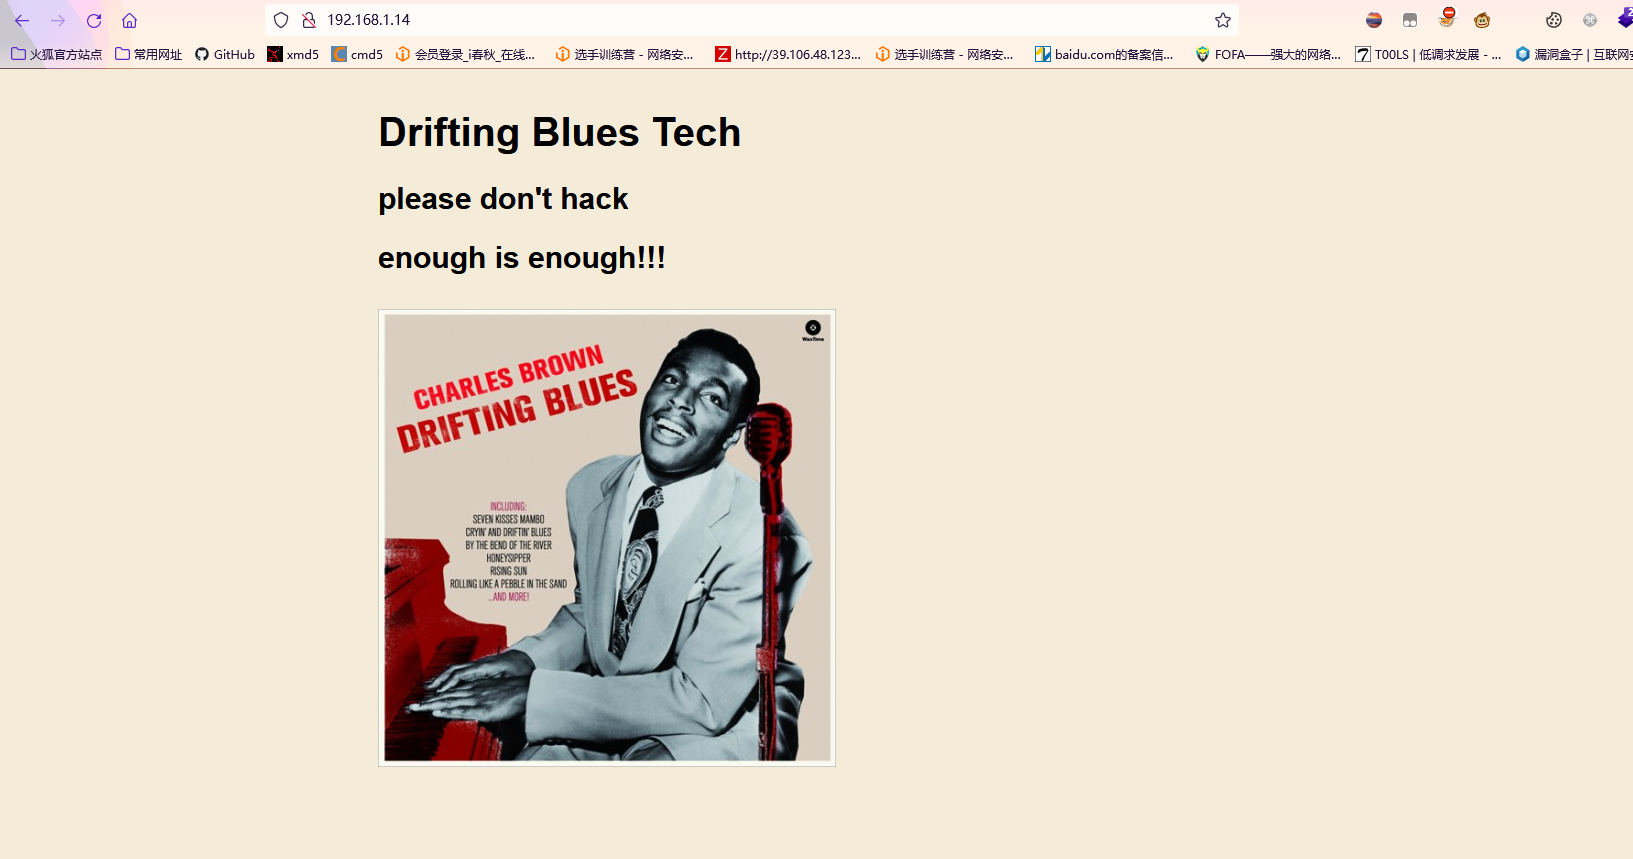 192.168.1.14
火狐官方站点 常用网址 GitHub xmd5 cmd5 会员登录_i春秋_在线... 选手训练营 - 网络安... http://39.106.48.123... 选手训练营 - 网络安... baidu.com的备案信... FOFA——强大的网络... T00LS | 低调求发展 - ... 漏洞盒子 | 互联网安
Drifting Blues Tech
please don't hack
enough is enough!!!
WaxTime
CHARLES BROWN
DRIFTING BLUES
INCLUDING:
SEVEN KISSES MAMBO
CRYIN' AND DRIFTIN' BLUES
BY THE BEND OF THE RIVER
HONEYSIPPER
RISING SUN
ROLLING LIKE A PEBBLE IN THE SAND
...AND MORE!